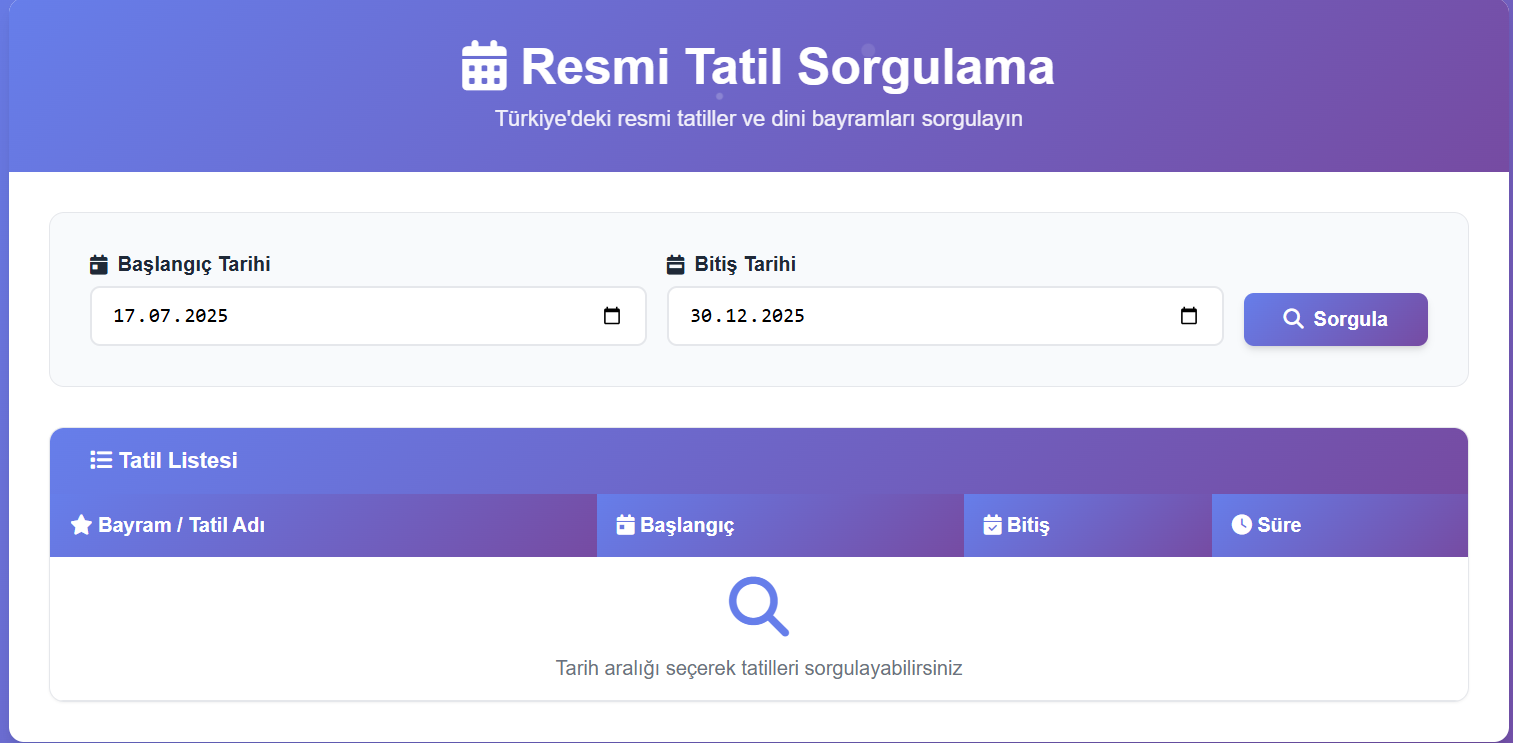 Resmi Tatil Sorgulama
Türkiye'deki resmi tatiller ve dini bayramları sorgulayın
Başlangıç Tarihi
Bitiş Tarihi
17.07.2025
30.12.2025
Sorgula
Tatil Listesi
Bayram / Tatil Adı
Başlangıç
Bitiş
Süre
Tarih aralığı seçerek tatilleri sorgulayabilirsiniz